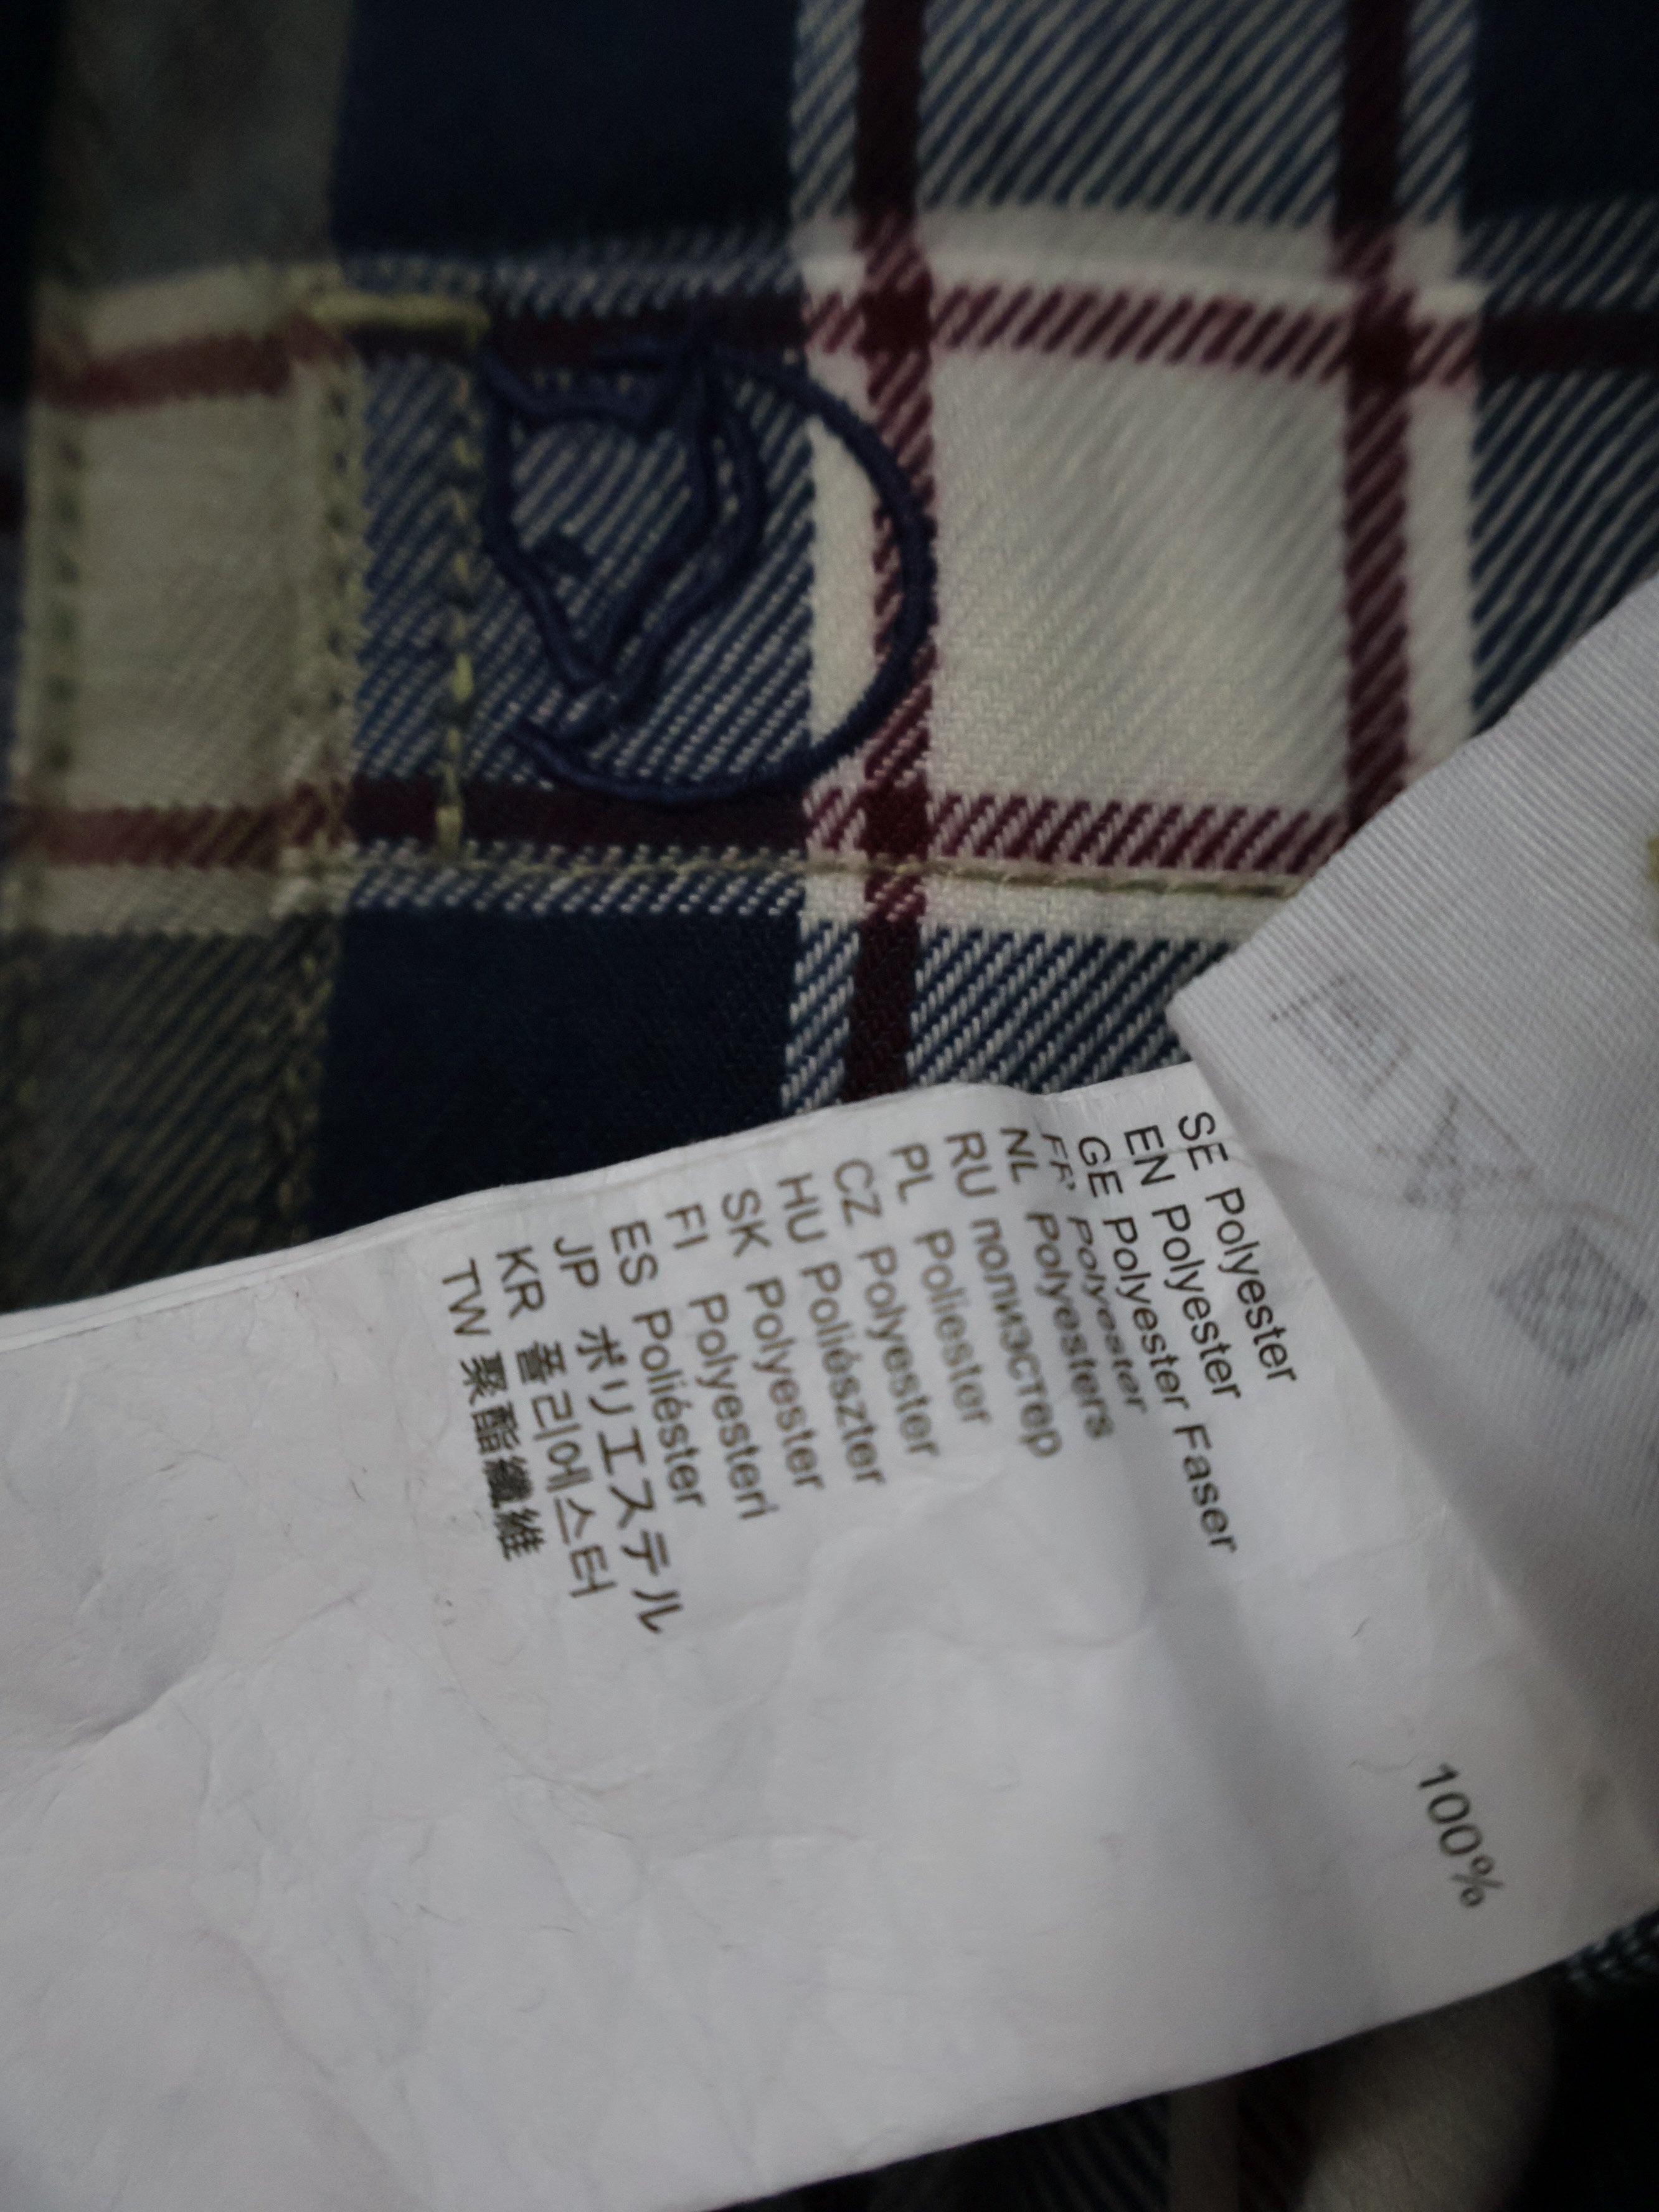 100%
SE Polyester
EN Polyester
GE Polyester Faser
FR Polyester
NL Polyesters
RU полиэстер
PL Poliester
CZ Polyester
HU Poliészter
SK Polyester
FI Polyesteri
ES Poliéster
JP ポリエステル
KR 폴리에스터
TW 聚酯纖維